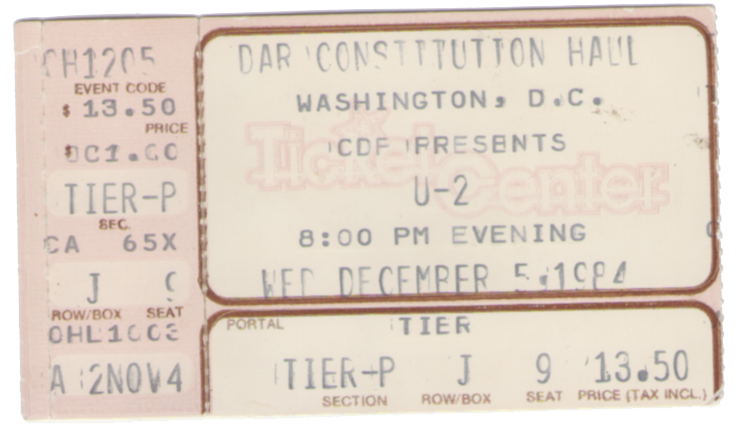 CH1205
EVENT CODE
$ 13.50
PRICE
DC1.00
TIER-P
SEC.
CA 65X
J 9
ROW/BOX SEAT
OHL1003
A 2NOV4
DAR CONSTITUTION HALL
WASHINGTON, D.C.
CDF PRESENTS
Ticket Center
U-2
8:00 PM EVENING
WED DECEMBER 5,1984
PORTAL TIER
TIER-P J 9 13.50
SECTION ROW/BOX SEAT PRICE (TAX INCL.)